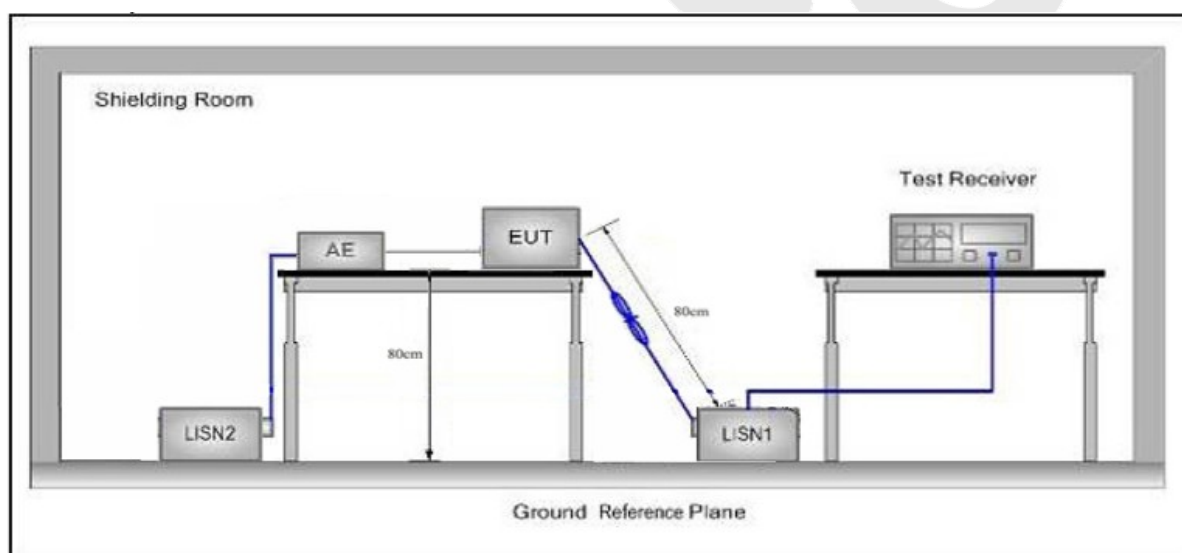 Shielding Room
Test Receiver
AE
EUT
80cm
80cm
LISN2
LISN1
Ground Reference Plane